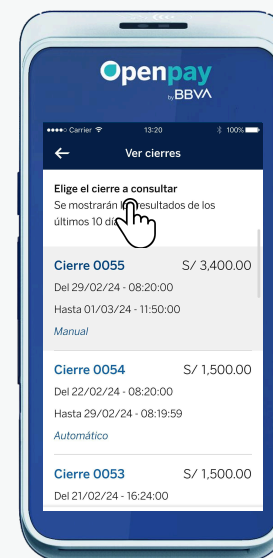 Openpay
by BBVA
Carrier 13:20 100%
Ver cierres
Elige el cierre a consultar
Se mostrarán resultados de los
últimos 10
Cierre 0055 S/ 3,400.00
Del 29/02/24 - 08:20:00
Hasta 01/03/24 - 11:50:00
Manual
Cierre 0054 S/ 1,500.00
Del 22/02/24 - 08:20:00
Hasta 29/02/24 - 08:19:59
Automático
Cierre 0053 S/ 1,500.00
Del 21/02/24 - 16:24:00